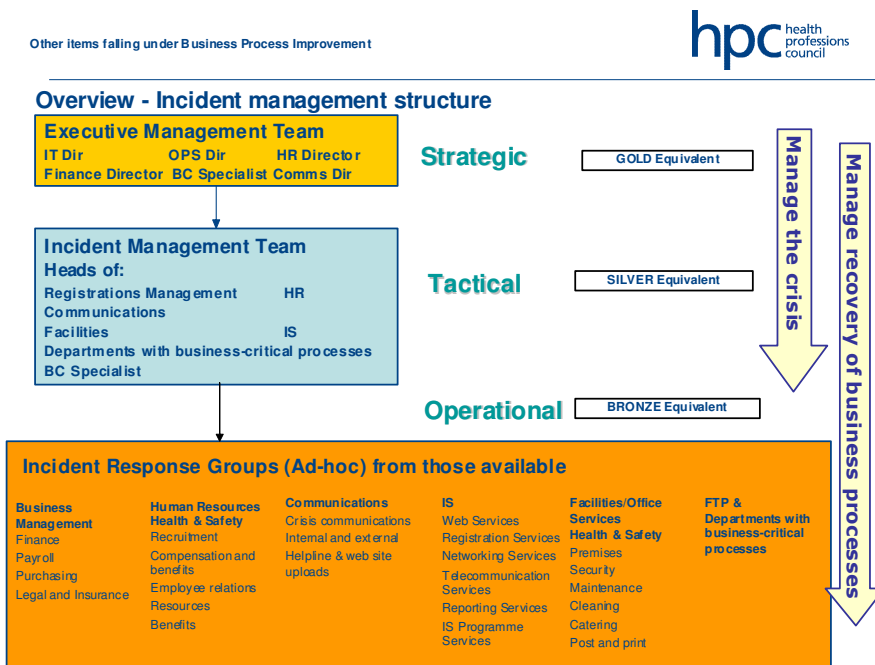 Other items falling under Business Process Improvement
hpc health
professions
council
Overview - Incident management structure
Executive Management Team
IT Dir OPS Dir HR Director
Finance Director BC Specialist Comms Dir
Strategic
GOLD Equivalent
Incident Management Team
Heads of:
Registrations Management HR
Communications
Facilities IS
Departments with business-critical processes
BC Specialist
Tactical
SILVER Equivalent
Operational
BRONZE Equivalent
Manage the crisis
Manage recovery of business processes
Incident Response Groups (Ad-hoc) from those available
Business
Management
Finance
Payroll
Purchasing
Legal and Insurance
Human Resources
Health & Safety
Recruitment
Compensation and
benefits
Employee relations
Resources
Benefits
Communications
Crisis communications
Internal and external
Helpline & web site
uploads
IS
Web Services
Registration Services
Networking Services
Telecommunication
Services
Reporting Services
IS Programme
Services
Facilities/Office
Services
Health & Safety
Premises
Security
Maintenance
Cleaning
Catering
Post and print
FTP &
Departments with
business-critical
processes